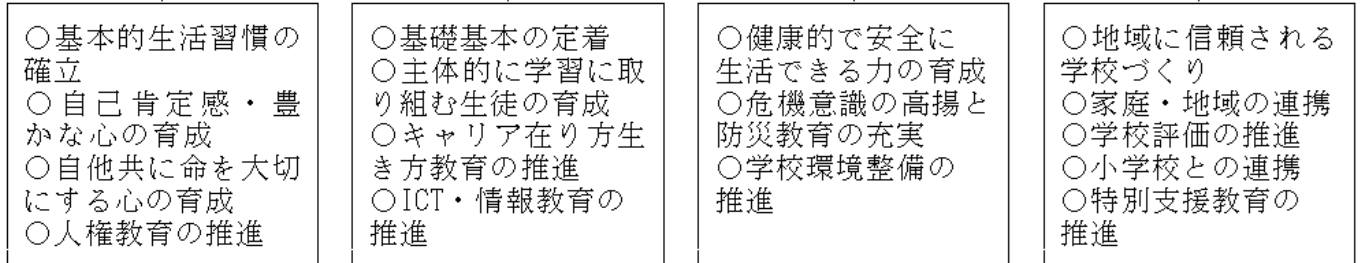 ○基本的生活習慣の
確立
○自己肯定感・豊
かな心の育成
○自他共に命を大切
にする心の育成
○人権教育の推進
○基礎基本の定着
○主体的に学習に取
り組む生徒の育成
○キャリア在り方生
き方教育の推進
○ICT・情報教育の
推進
○健康的で安全に
生活できる力の育成
○危機意識の高揚と
防災教育の充実
○学校環境整備の
推進
○地域に信頼される
学校づくり
○家庭・地域の連携
○学校評価の推進
○小学校との連携
○特別支援教育の
推進